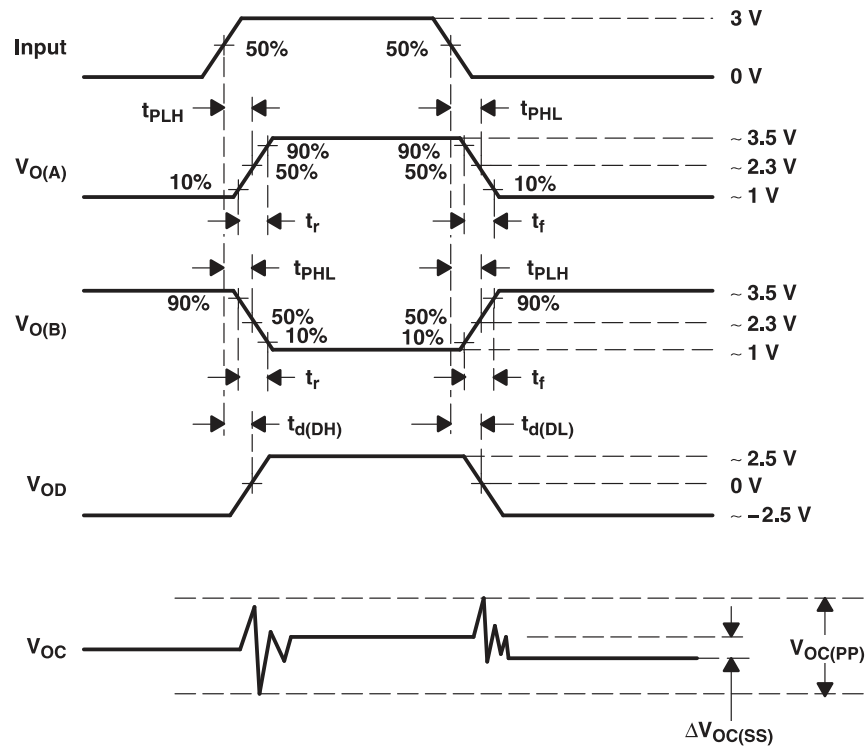 3 V
Input
50%
50%
0 V
tPLH
tPHL
~ 3.5 V
VO(A)
90%
90%
~ 2.3 V
50%
50%
10%
10%
~ 1 V
tr
tf
tPHL
tPLH
~ 3.5 V
90%
90%
VO(B)
50%
50%
~ 2.3 V
10%
10%
~ 1 V
tr
tf
td(DH)
td(DL)
~ 2.5 V
VOD
0 V
~ –2.5 V
VOC
VOC(PP)
ΔVOC(SS)